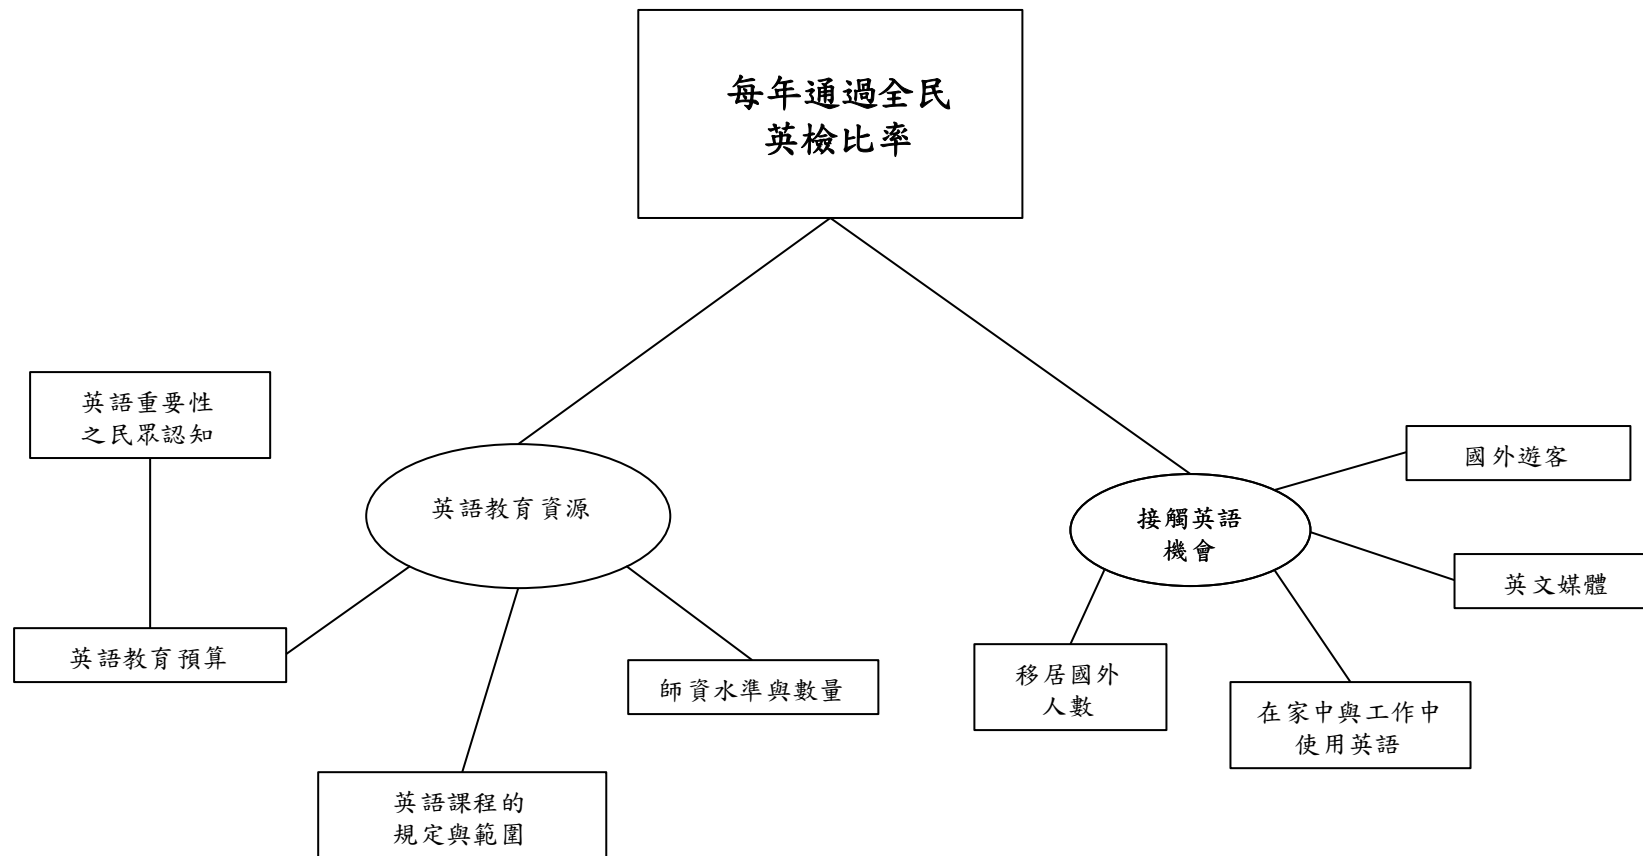 每年通過全民
英檢比率
英語重要性
之民眾認知
英語教育資源
接觸英語
機會
國外遊客
英文媒體
英語教育預算
師資水準與數量
移居國外
人數
在家中與工作中
使用英語
英語課程的
規定與範圍